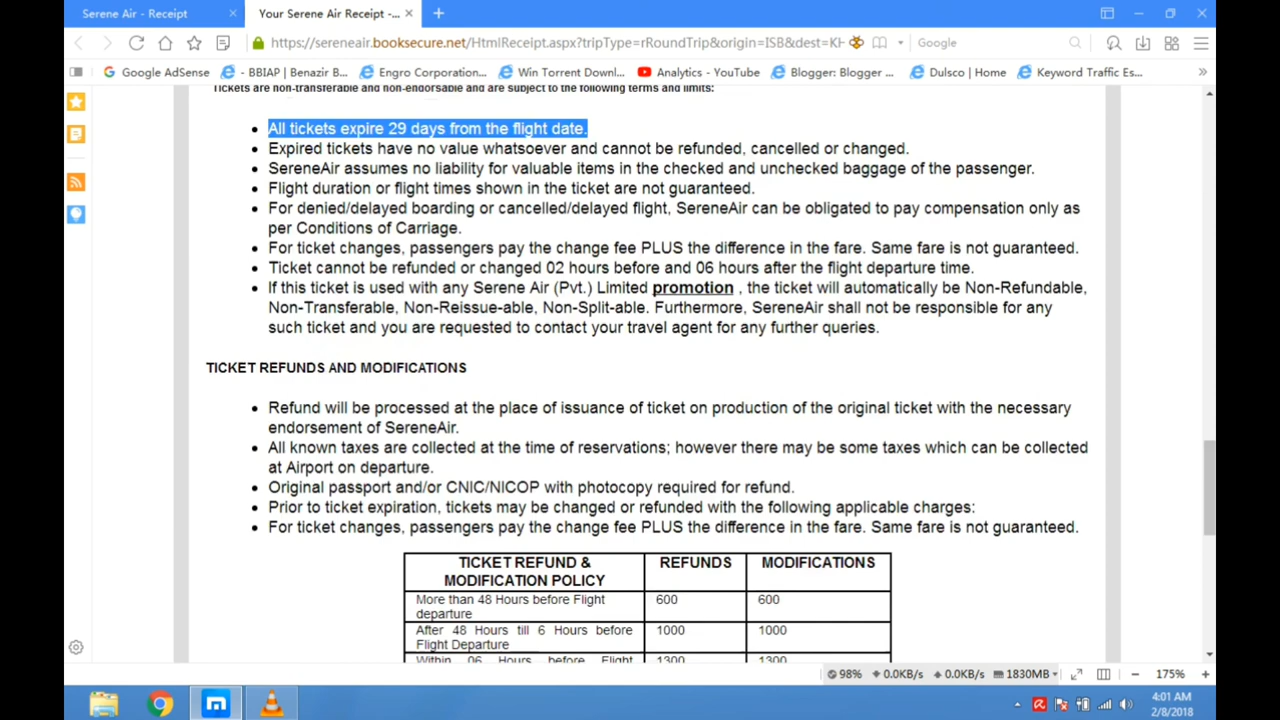 Serene Air - Receipt
Your Serene Air Receipt -...
https://sereneair.booksecure.net/HtmlReceipt.aspx?tripType=rRoundTrip&origin=ISB&dest=KH
Google
Google AdSense
- BBIAP | Benazir B...
Engro Corporation...
Win Torrent Downl...
Analytics - YouTube
Blogger: Blogger ...
Dulsco | Home
Keyword Traffic Es...
Tickets are non-transferable and non-endorsable and are subject to the following terms and limits:
All tickets expire 29 days from the flight date.
Expired tickets have no value whatsoever and cannot be refunded, cancelled or changed.
SereneAir assumes no liability for valuable items in the checked and unchecked baggage of the passenger.
Flight duration or flight times shown in the ticket are not guaranteed.
For denied/delayed boarding or cancelled/delayed flight, SereneAir can be obligated to pay compensation only as
per Conditions of Carriage.
For ticket changes, passengers pay the change fee PLUS the difference in the fare. Same fare is not guaranteed.
Ticket cannot be refunded or changed 02 hours before and 06 hours after the flight departure time.
If this ticket is used with any Serene Air (Pvt.) Limited promotion , the ticket will automatically be Non-Refundable,
Non-Transferable, Non-Reissue-able, Non-Split-able. Furthermore, SereneAir shall not be responsible for any
such ticket and you are requested to contact your travel agent for any further queries.
TICKET REFUNDS AND MODIFICATIONS
Refund will be processed at the place of issuance of ticket on production of the original ticket with the necessary
endorsement of SereneAir.
All known taxes are collected at the time of reservations; however there may be some taxes which can be collected
at Airport on departure.
Original passport and/or CNIC/NICOP with photocopy required for refund.
Prior to ticket expiration, tickets may be changed or refunded with the following applicable charges:
For ticket changes, passengers pay the change fee PLUS the difference in the fare. Same fare is not guaranteed.
TICKET REFUND & REFUNDS MODIFICATIONS
MODIFICATION POLICY
More than 48 Hours before Flight 600 600
departure
After 48 Hours till 6 Hours before 1000 1000
Flight Departure
Within 06 Hours before Flight 1300 1300
98% 0.0KB/s 0.0KB/s 1830MB 175%
4:01 AM
2/8/2018